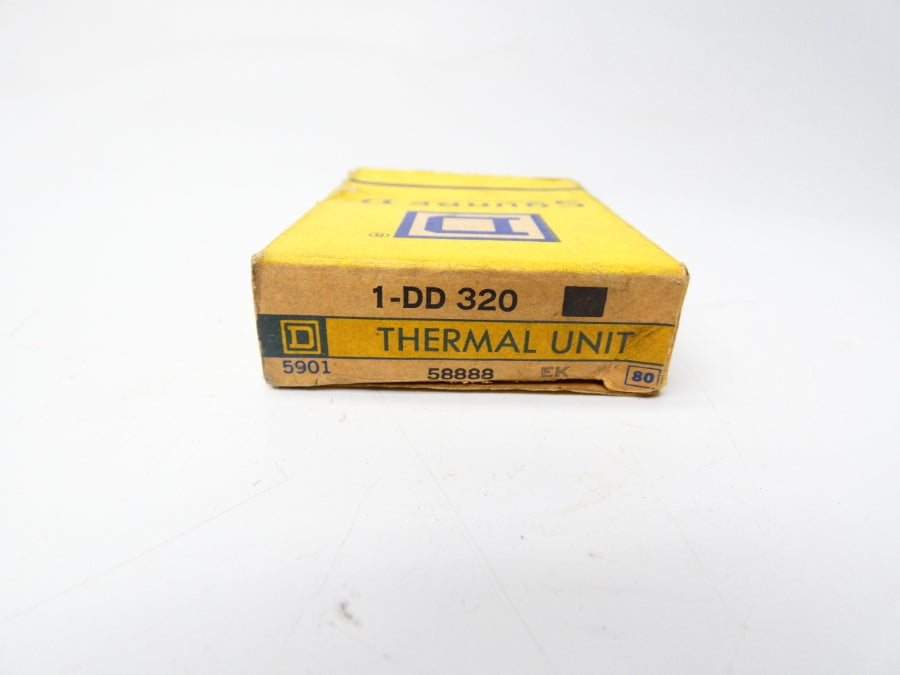 SQUARE D
D
®
1-DD 320
D THERMAL UNIT
5901 58888 EK 80